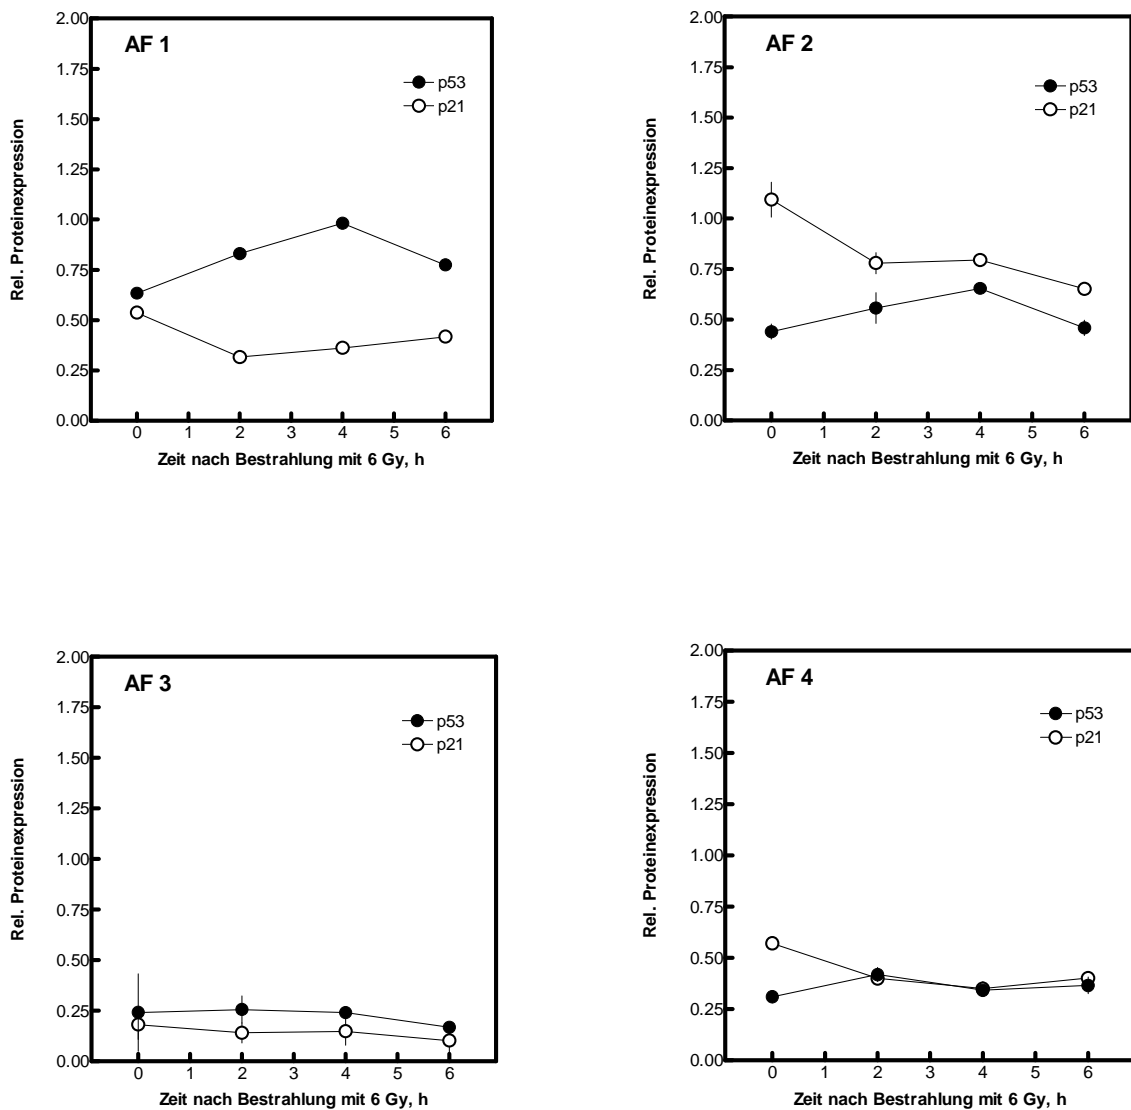 AF 1
p53
p21
2.00
1.75
1.50
1.25
1.00
0.75
0.50
0.25
0.00
0 1 2 3 4 5 6
Rel. Proteinexpression
Zeit nach Bestrahlung mit 6 Gy, h
AF 2
p53
p21
2.00
1.75
1.50
1.25
1.00
0.75
0.50
0.25
0.00
0 1 2 3 4 5 6
Rel. Proteinexpression
Zeit nach Bestrahlung mit 6 Gy, h
AF 3
p53
p21
2.00
1.75
1.50
1.25
1.00
0.75
0.50
0.25
0.00
0 1 2 3 4 5 6
Rel. Proteinexpression
Zeit nach Bestrahlung mit 6 Gy, h
AF 4
p53
p21
2.00
1.75
1.50
1.25
1.00
0.75
0.50
0.25
0.00
0 1 2 3 4 5 6
Rel. Proteinexpression
Zeit nach Bestrahlung mit 6 Gy, h